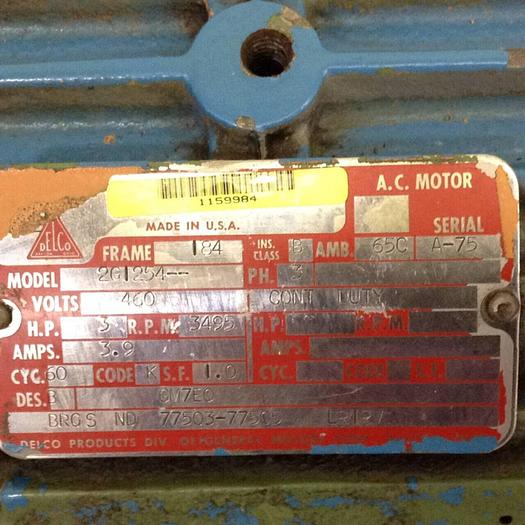 1159984
A.C. MOTOR
DELCO
MADE IN U.S.A.
SERIAL
FRAME 184 INS. CLASS B AMB. 65C A-75
MODEL 2G1254-- PH. 3
VOLTS 460 CONT DUTY
H.P. 3 R.P.M. 3495 H.P. R.P.M.
AMPS. 3.9 AMPS.
CYC. 60 CODE K S.F. 1.0 CYC.
DES. B
BRGS ND 77503-77505
DELCO PRODUCTS DIV. OF GENERAL